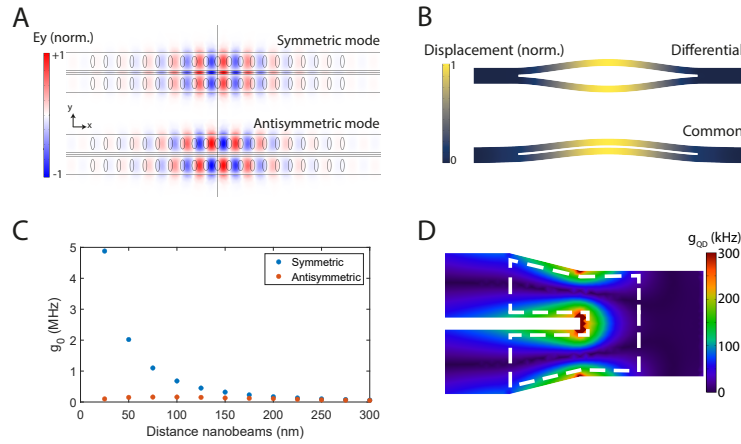 A
Ey (norm.)
+1
-1
Symmetric mode
y
x
Antisymmetric mode
B
Displacement (norm.)
1
0
Differential
Common
C
g0 (MHz)
5
4
3
2
1
0
Symmetric
Antisymmetric
0 50 100 150 200 250 300
Distance nanobeams (nm)
D
gQD (kHz)
300
200
100
0